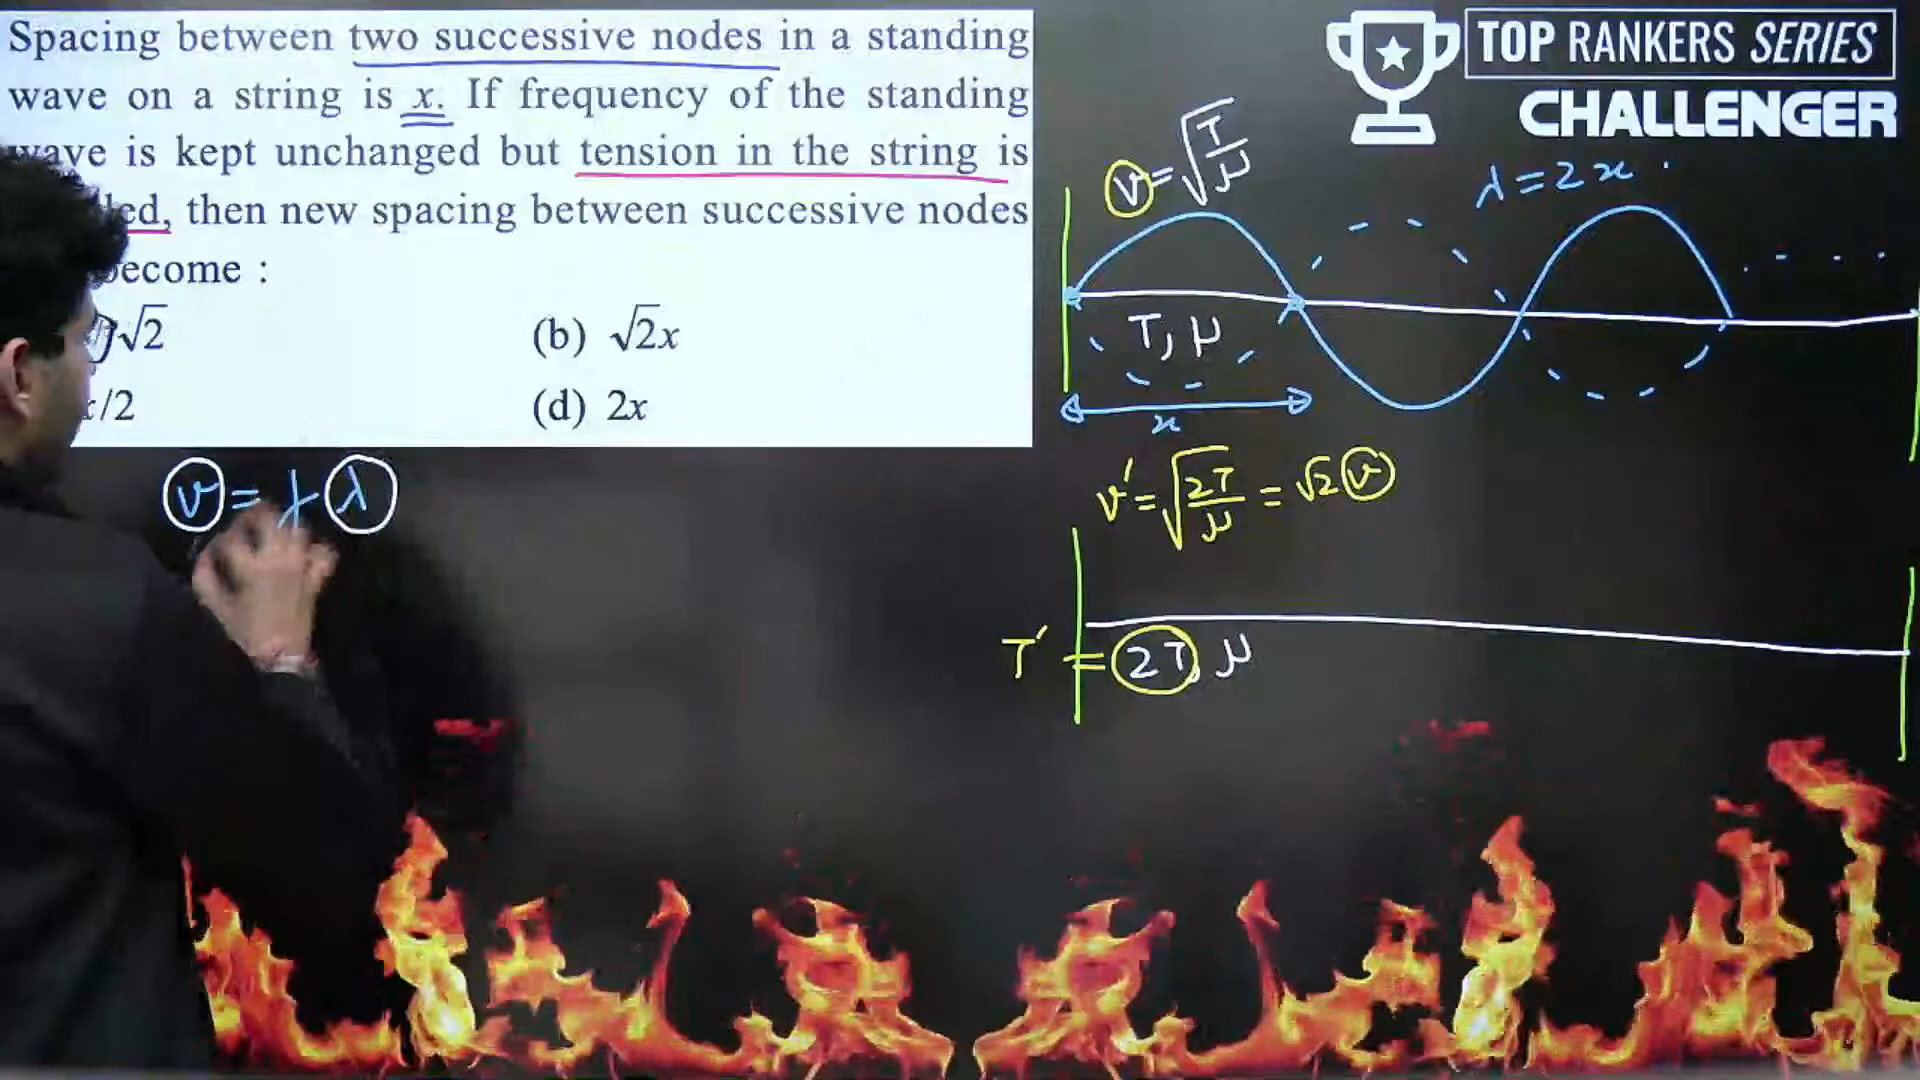 Spacing between two successive nodes in a standing
wave on a string is x. If frequency of the standing
wave is kept unchanged but tension in the string is
led, then new spacing between successive nodes
become :
√2
(b) √2x
x/2
(d) 2x
v = f λ
TOP RANKERS SERIES
CHALLENGER
v = √(T/μ)
λ = 2x
T, μ
x
v' = √(2T/μ) = √2 v
T' = 2T, μ